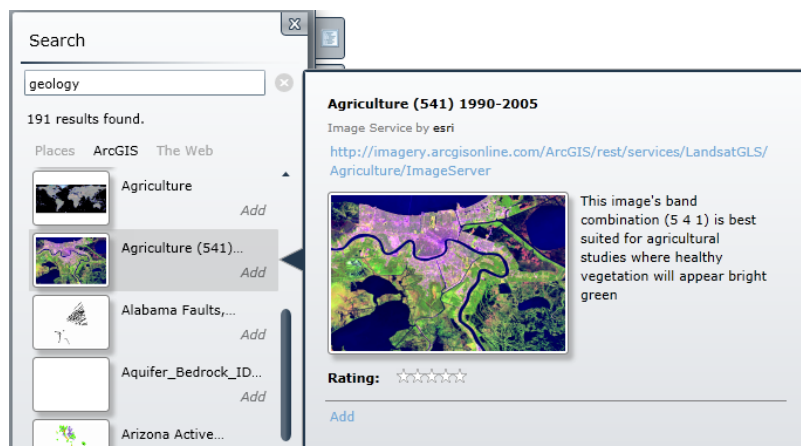 Search
geology
191 results found.
Places ArcGIS The Web
Agriculture
Add
Agriculture (541)...
Add
Alabama Faults,...
Add
Aquifer_Bedrock_ID...
Add
Arizona Active...
Agriculture (541) 1990-2005
Image Service by esri
http://imagery.arcgisonline.com/ArcGIS/rest/services/LandsatGLS/
Agriculture/ImageServer
This image's band
combination (5 4 1) is best
suited for agricultural
studies where healthy
vegetation will appear bright
green
Rating:
Add